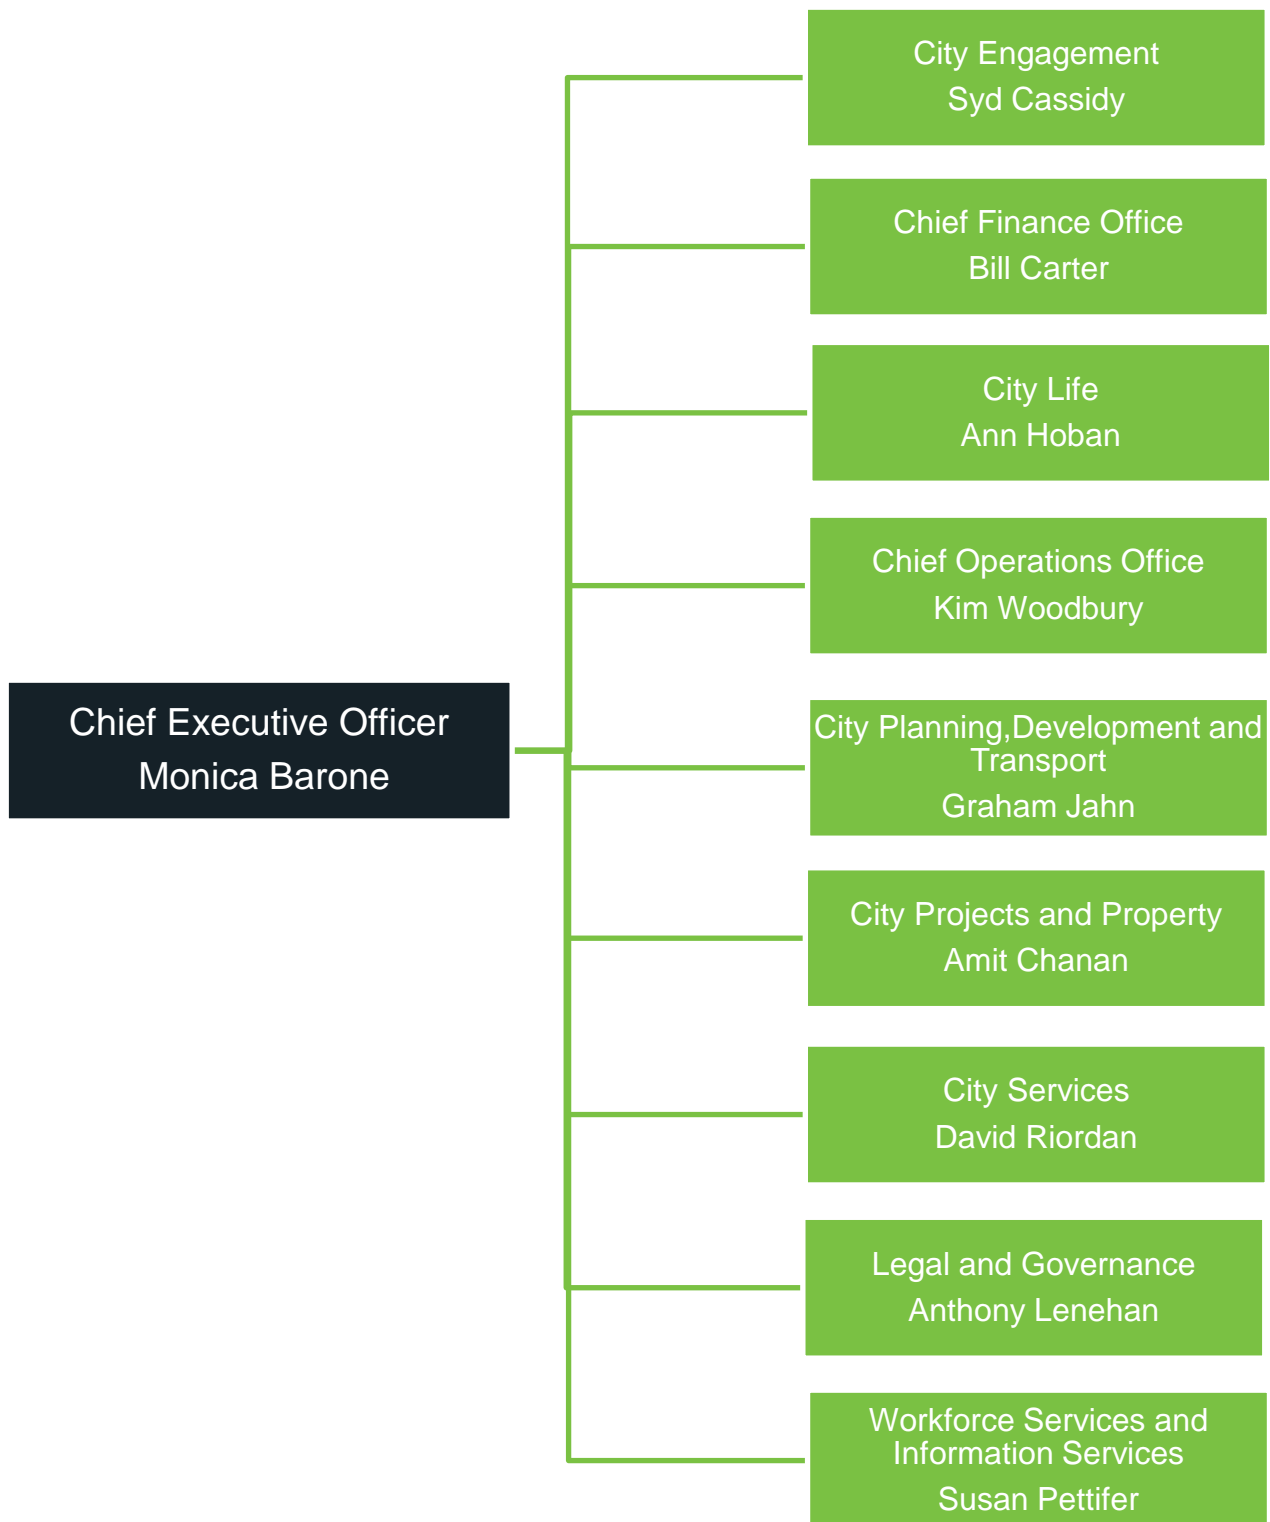 City Engagement
Syd Cassidy
Chief Finance Office
Bill Carter
City Life
Ann Hoban
Chief Operations Office
Kim Woodbury
Chief Executive Officer
Monica Barone
City Planning,Development and
Transport
Graham Jahn
City Projects and Property
Amit Chanan
City Services
David Riordan
Legal and Governance
Anthony Lenehan
Workforce Services and
Information Services
Susan Pettifer